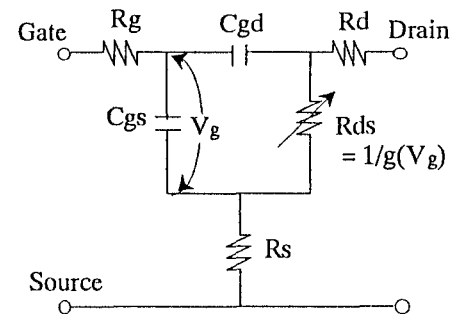 Rg
Cgd
Rd
Gate
Drain
Cgs
Vg
Rds
= 1/g(Vg)
Rs
Source